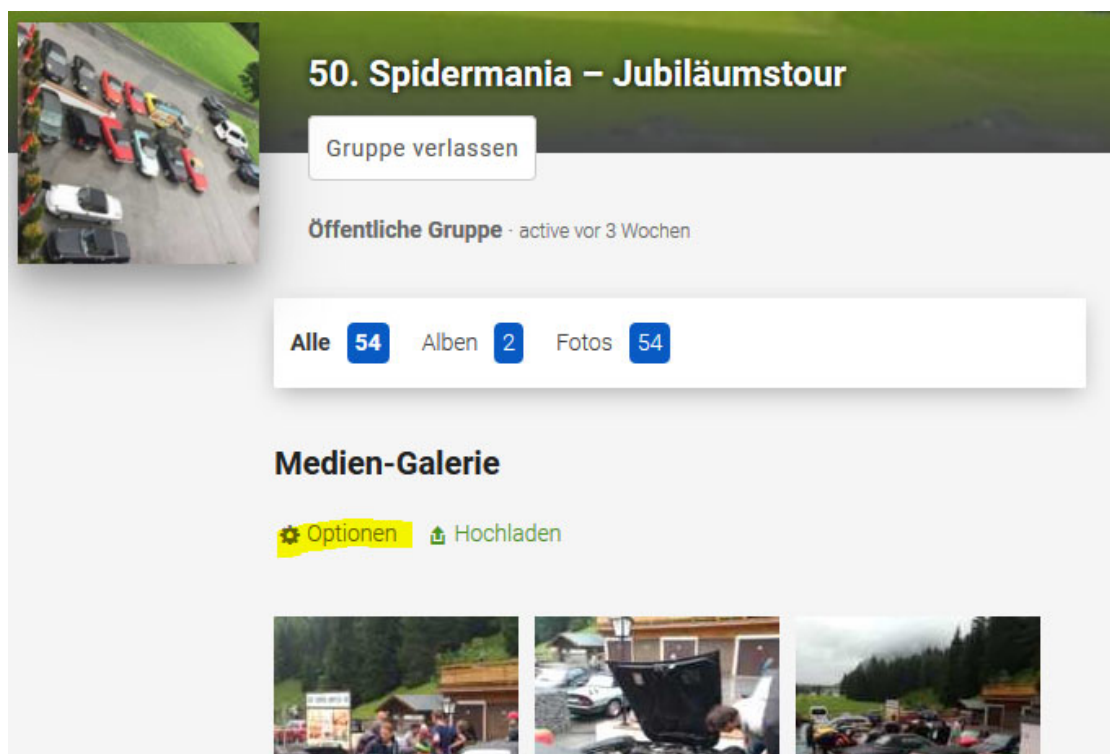 50. Spidermania – Jubiläumstour
Gruppe verlassen
Öffentliche Gruppe · active vor 3 Wochen
Alle 54 Alben 2 Fotos 54
Medien-Galerie
Optionen Hochladen